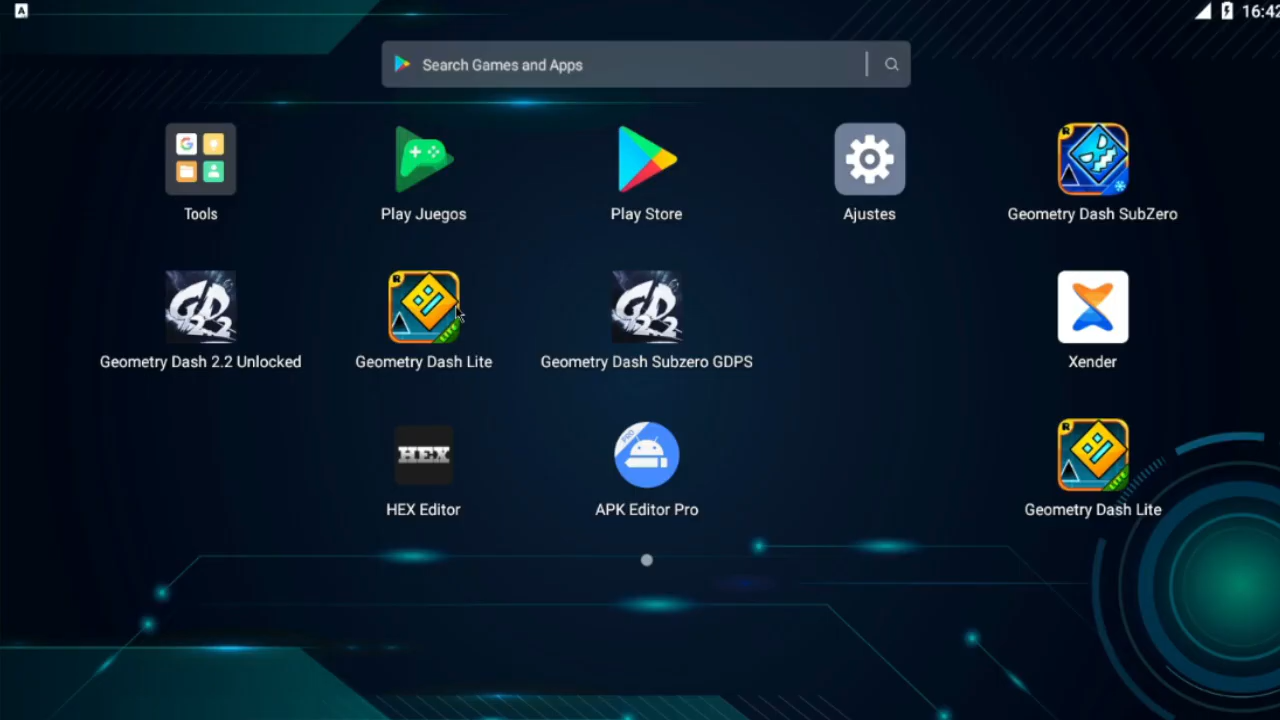 A
16:42
Search Games and Apps
Tools
Play Juegos
Play Store
Ajustes
Geometry Dash SubZero
Geometry Dash 2.2 Unlocked
Geometry Dash Lite
Geometry Dash Subzero GDPS
Xender
HEX
PRO
HEX Editor
APK Editor Pro
Geometry Dash Lite